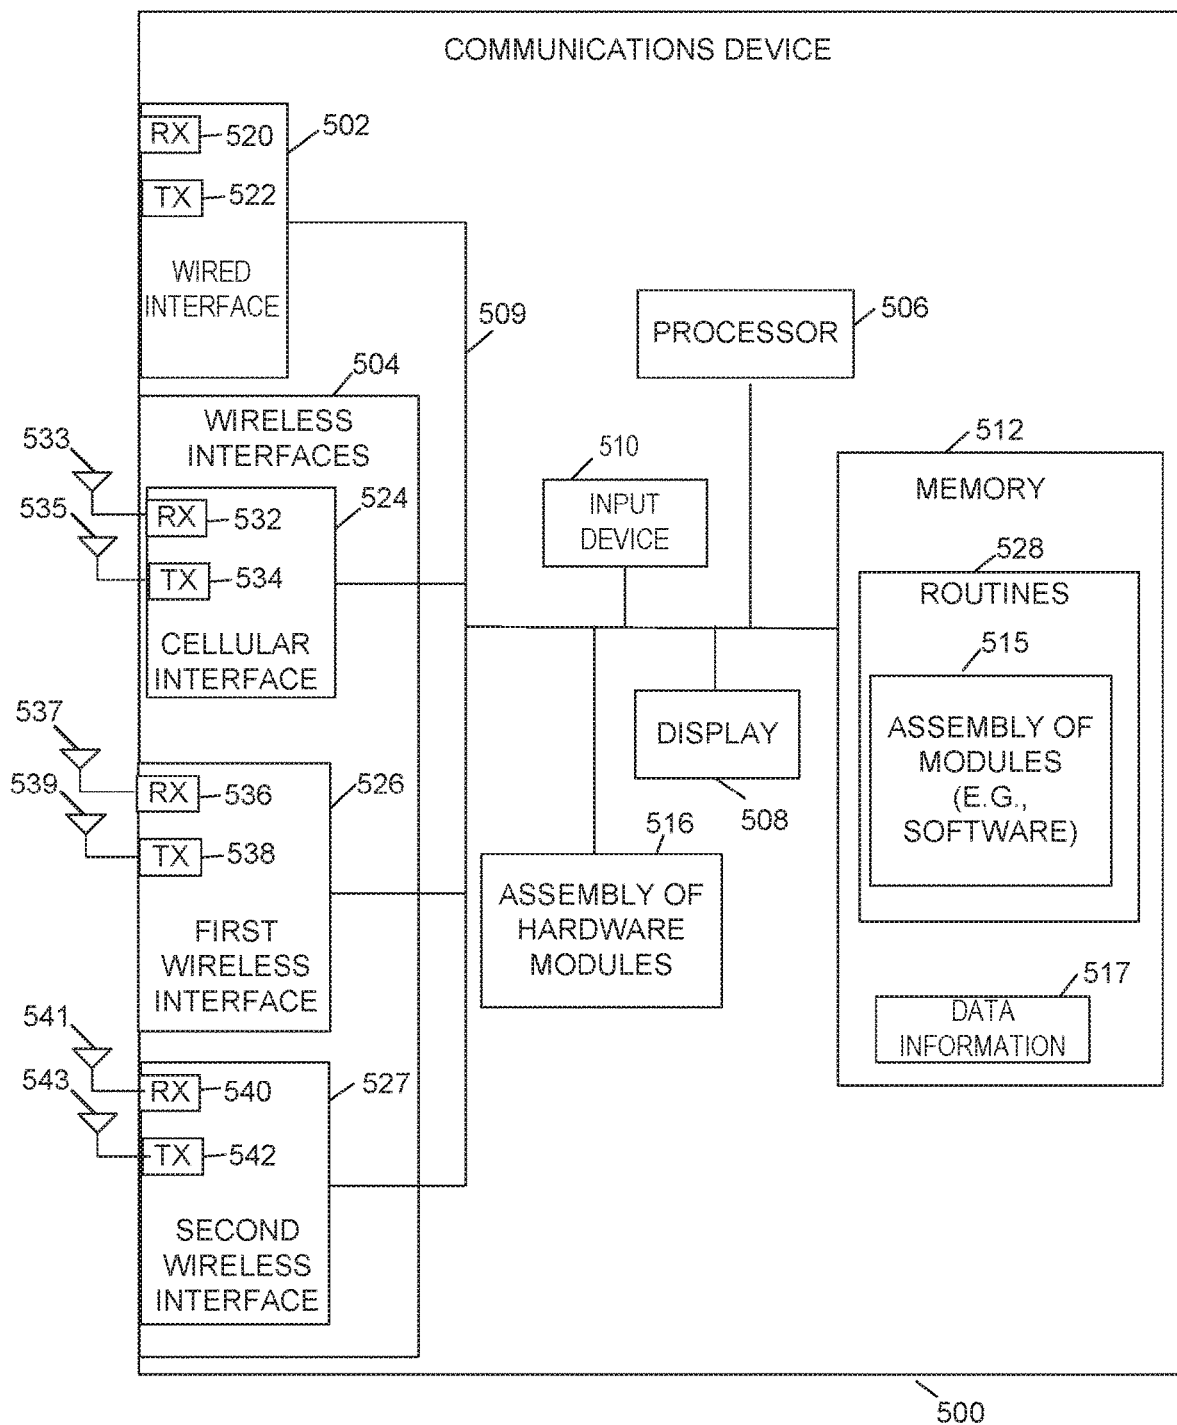 COMMUNICATIONS DEVICE
RX
520
502
TX
522
WIRED
INTERFACE
509
PROCESSOR
506
504
WIRELESS
INTERFACES
533
535
RX
532
524
TX
534
CELLULAR
INTERFACE
510
INPUT
DEVICE
512
MEMORY
528
ROUTINES
515
ASSEMBLY OF
MODULES
(E.G.,
SOFTWARE)
DISPLAY
508
537
539
RX
536
526
TX
538
FIRST
WIRELESS
INTERFACE
516
ASSEMBLY OF
HARDWARE
MODULES
517
DATA
INFORMATION
541
543
RX
540
527
TX
542
SECOND
WIRELESS
INTERFACE
500